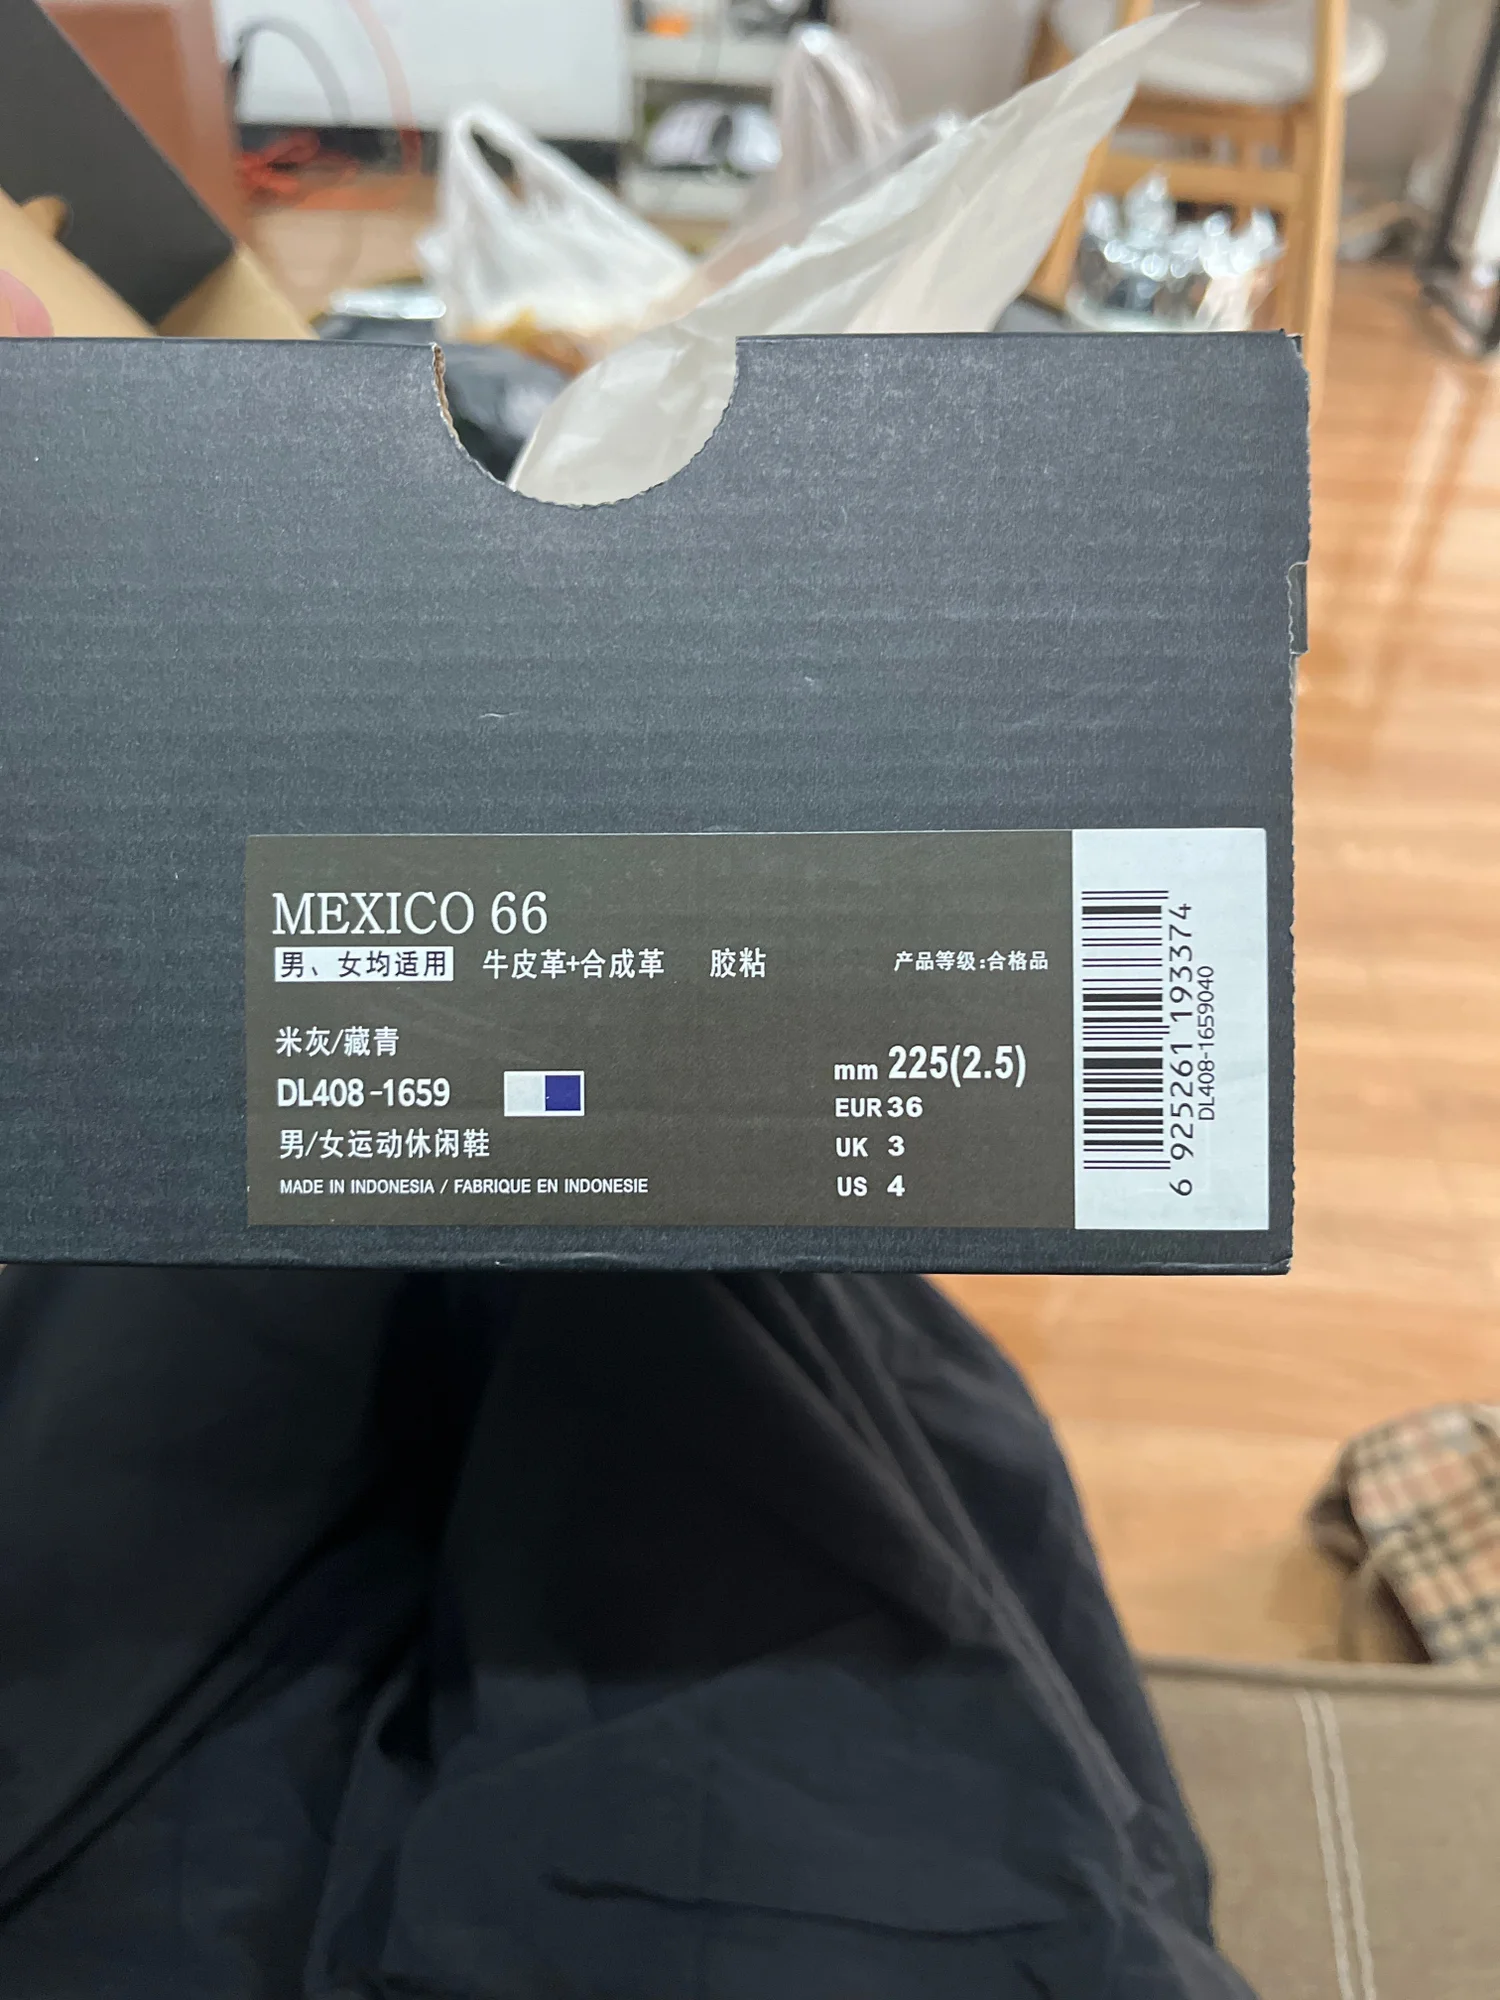 MEXICO 66
男、女均适用 牛皮革+合成革 胶粘 产品等级:合格品
米灰/藏青
DL408-1659
男/女运动休闲鞋
MADE IN INDONESIA / FABRIQUE EN INDONESIE
mm 225(2.5)
EUR 36
UK 3
US 4
6 925261 193374
DL408-1659040